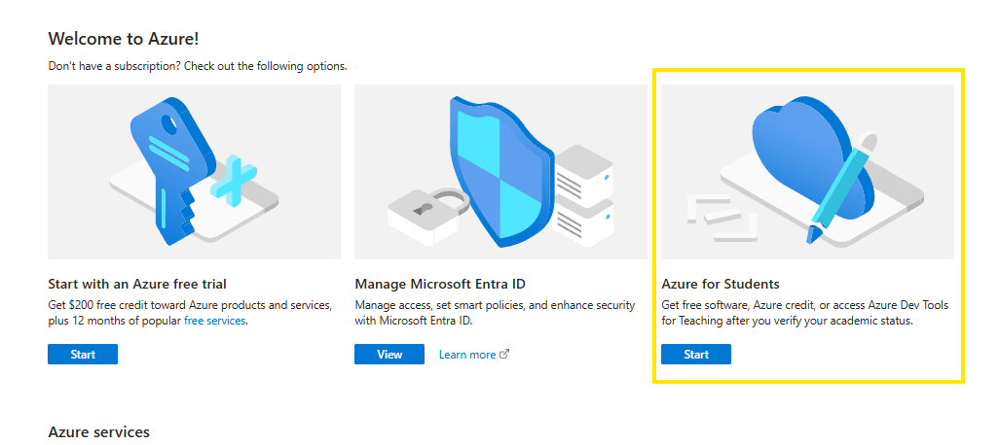 Welcome to Azure!
Don't have a subscription? Check out the following options.
Start with an Azure free trial
Get $200 free credit toward Azure products and services,
plus 12 months of popular free services.
Start
Manage Microsoft Entra ID
Manage access, set smart policies, and enhance security
with Microsoft Entra ID.
View Learn more
Azure for Students
Get free software, Azure credit, or access Azure Dev Tools
for Teaching after you verify your academic status.
Start
Azure services